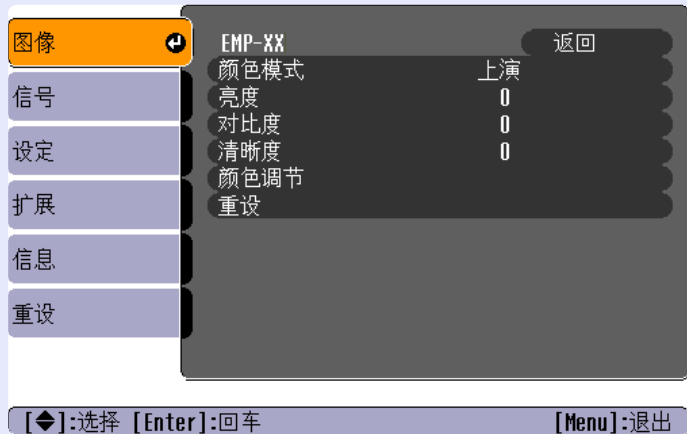 图像
信号
设定
扩展
信息
重设
EMP-XX 返回
颜色模式 上演
亮度 0
对比度 0
清晰度 0
颜色调节
重设
[◆]:选择 [Enter]:回车 [Menu]:退出